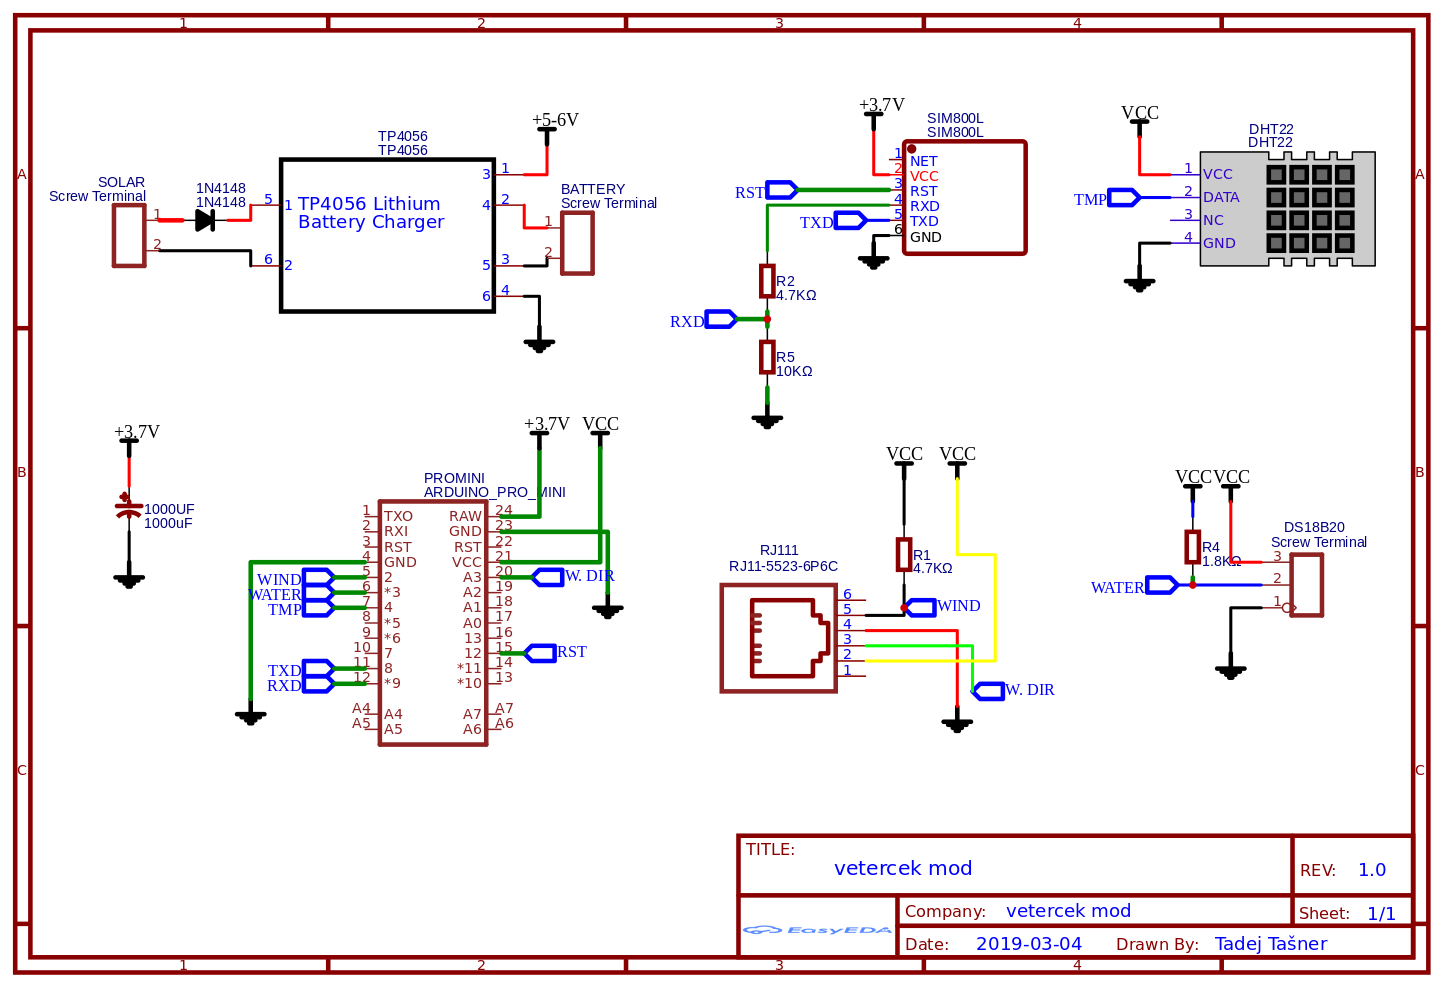 1 2 3 4
A A
B B
C C
1 2 3 4
SOLAR
Screw Terminal
1
2
1N4148
1N4148
5
6
TP4056
TP4056
1
2
TP4056 Lithium
Battery Charger
3
4
5
6
1
2
3
4
+5-6V
BATTERY
Screw Terminal
1
2
+3.7V
SIM800L
SIM800L
1 NET
2 VCC
3 RST
4 RXD
5 TXD
6 GND
RST
TXD
R2
4.7KΩ
RXD
R5
10KΩ
VCC
DHT22
DHT22
TMP
1 VCC
2 DATA
3 NC
4 GND
+3.7V
1000UF
1000uF
+3.7V VCC
PROMINI
ARDUINO_PRO_MINI
1 TXO RAW 24
2 RXI GND 23
3 RST RST 22
4 GND VCC 21
WIND 5 2 A3 20 W. DIR
WATER 6 *3 A2 19
TMP 7 4 A1 18
8 *5 A0 17
9 *6 13 16
10 7 12 15 RST
TXD 11 8 *11 14
RXD 12 *9 *10 13
A4 A4 A7 A7
A5 A5 A6 A6
VCC VCC
R1
4.7KΩ
RJ111
RJ11-5523-6P6C
6
5
4
3
2
1
WIND
W. DIR
VCC VCC
R4
1.8KΩ
WATER
DS18B20
Screw Terminal
3
2
1
TITLE:
vetercek mod
REV: 1.0
EasyEDA
Company: vetercek mod
Sheet: 1/1
Date: 2019-03-04 Drawn By: Tadej Tašner